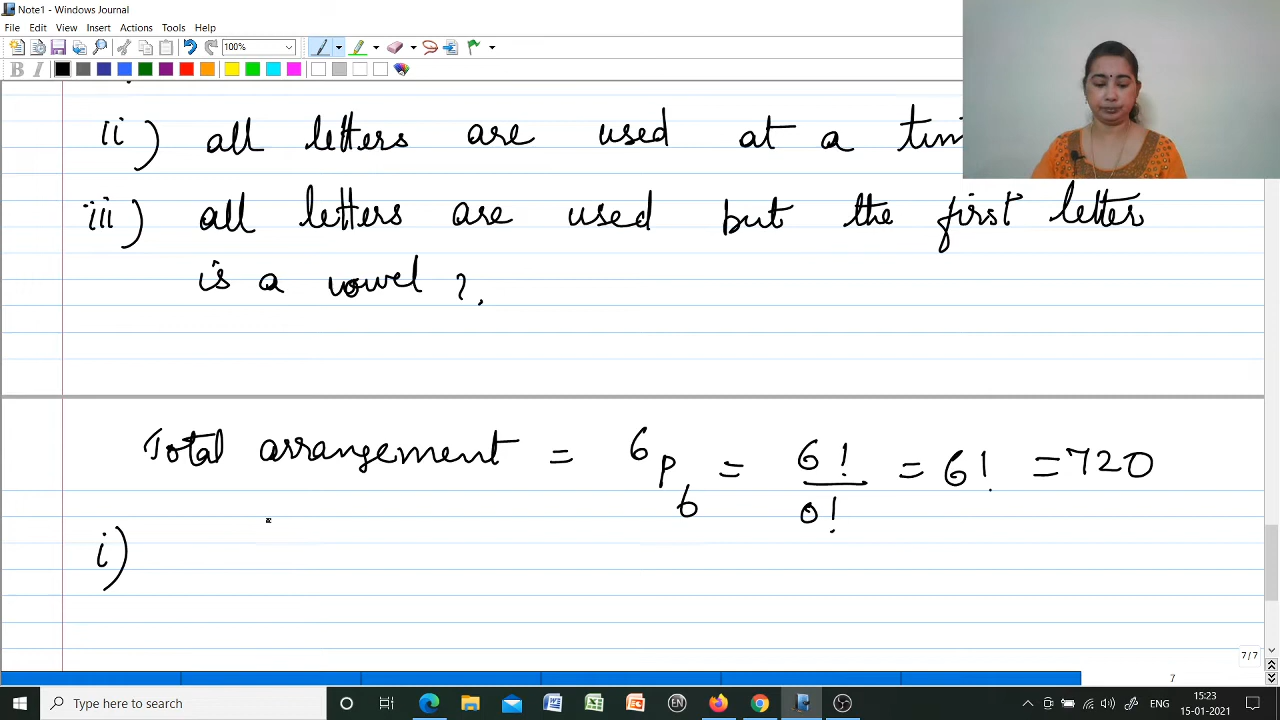 Note1 - Windows Journal
File Edit View Insert Actions Tools Help
100%
B I
ii) all letters are used at a
iii) all letters are used but the first letter
is a vowel ?
Total arrangement = 6P6 = 6!/0! = 6! = 720
i)
7/7
7
Type here to search
ENG
15:23
15-01-2021